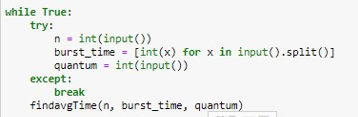 while True:
    try:
        n = int(input())
        burst_time = [int(x) for x in input().split()]
        quantum = int(input())
    except:
        break
    findavgTime(n, burst_time, quantum)